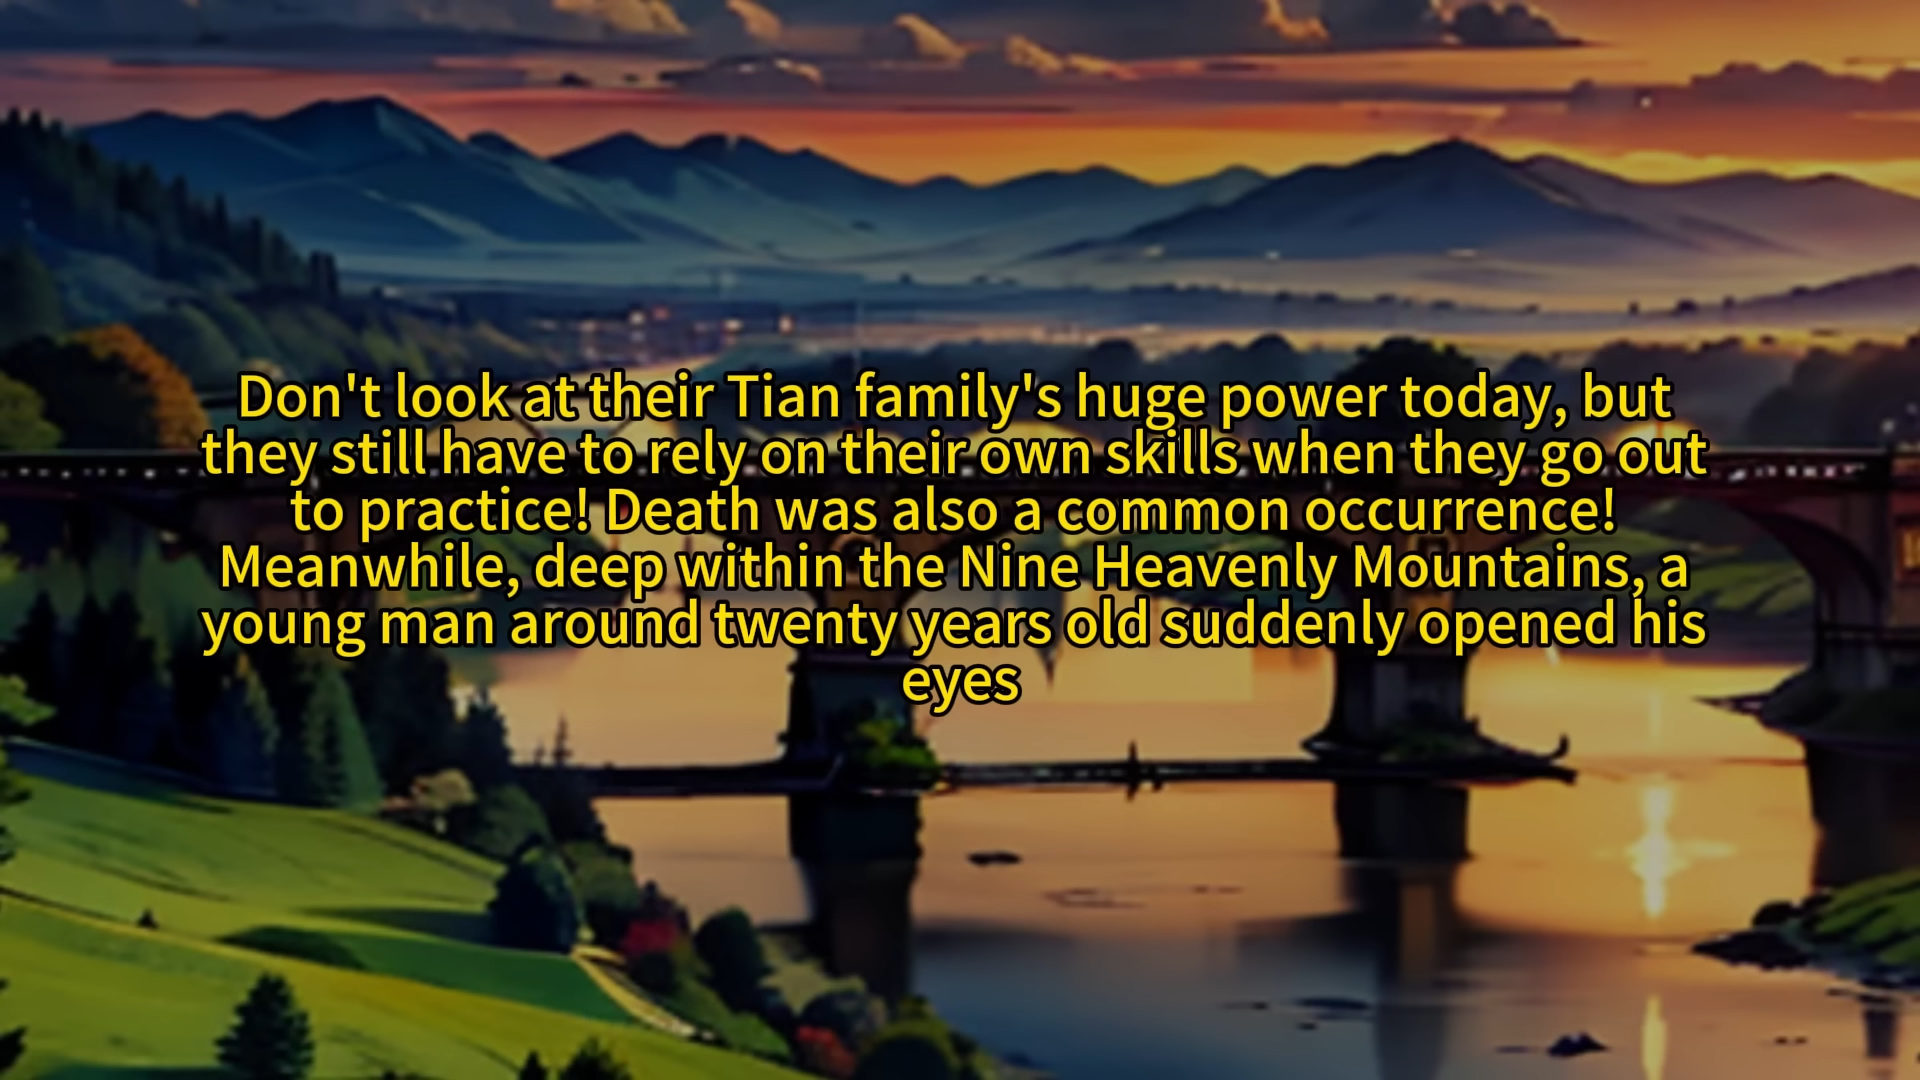 Don't look at their Tian family's huge power today, but
they still have to rely on their own skills when they go out
to practice! Death was also a common occurrence!
Meanwhile, deep within the Nine Heavenly Mountains, a
young man around twenty years old suddenly opened his
eyes